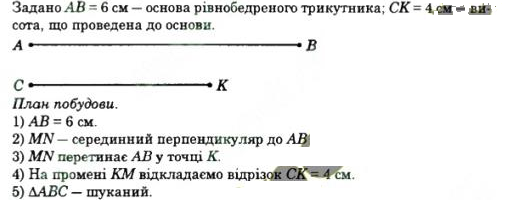 Задано AB = 6 см — основа рівнобедреного трикутника; CK = 4 см — ви-
сота, що проведена до основи.
A B
C K
План побудови.
1) AB = 6 см.
2) MN — серединний перпендикуляр до AB
3) MN перетинає AB у точці K.
4) На промені KM відкладаємо відрізок CK = 4 см.
5) ΔABC — шуканий.